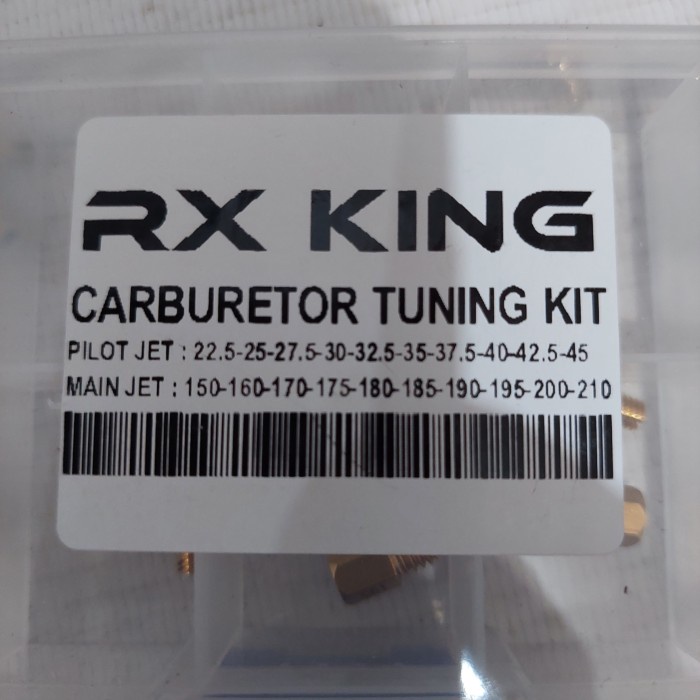 RX KING
CARBURETOR TUNING KIT
PILOT JET : 22.5-25-27.5-30-32.5-35-37.5-40-42.5-45
MAIN JET : 150-160-170-175-180-185-190-195-200-210